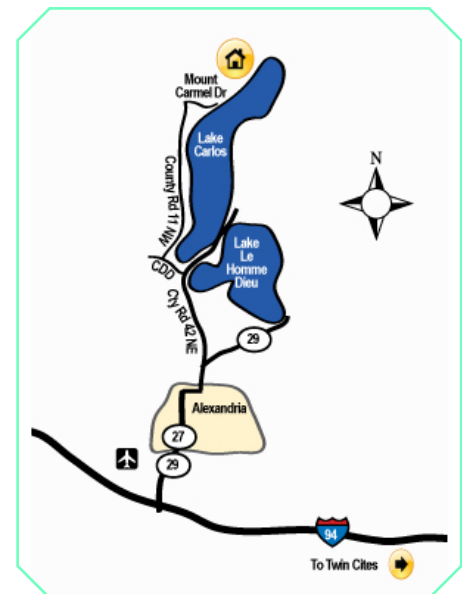 Mount
Carmel Dr
Lake
Carlos
County Rd 11 NW
N
Lake
Le
Homme
Dieu
CDD
Cty Rd 42 NE
29
Alexandria
27
29
94
To Twin Cites